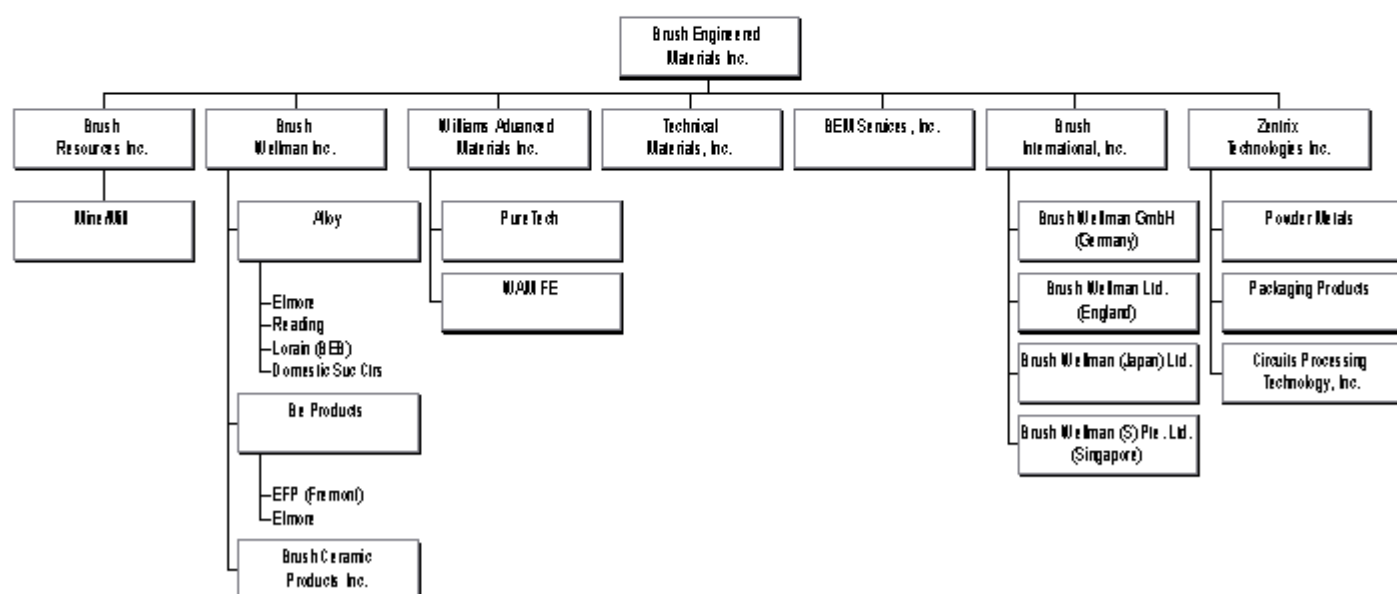 Brush Engineered
Materials Inc.
Brush
Resources Inc.
Brush
Wellman Inc.
Williams Advanced
Materials Inc.
Technical
Materials, Inc.
BEM Services, Inc.
Brush
International, Inc.
Zentrix
Technologies Inc.
Mine/Mill
Alloy
Elmore
Reading
Lorain (BEB)
Domestic Svc Ctrs
Be Products
EFP (Fremont)
Elmore
Brush Ceramic
Products Inc.
PureTech
WAM FE
Brush Wellman GmbH
(Germany)
Brush Wellman Ltd.
(England)
Brush Wellman (Japan) Ltd.
Brush Wellman (S) Pte. Ltd.
(Singapore)
Powder Metals
Packaging Products
Circuits Processing
Technology, Inc.